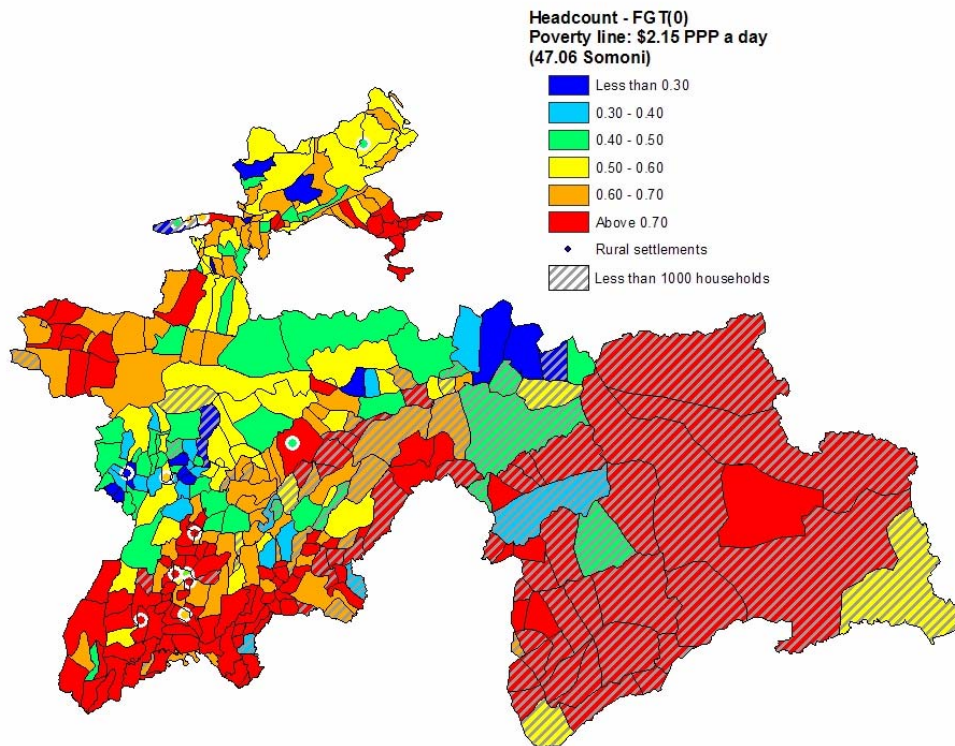 Headcount - FGT(0)
Poverty line: $2.15 PPP a day
(47.06 Somoni)
Less than 0.30
0.30 - 0.40
0.40 - 0.50
0.50 - 0.60
0.60 - 0.70
Above 0.70
Rural settlements
Less than 1000 households